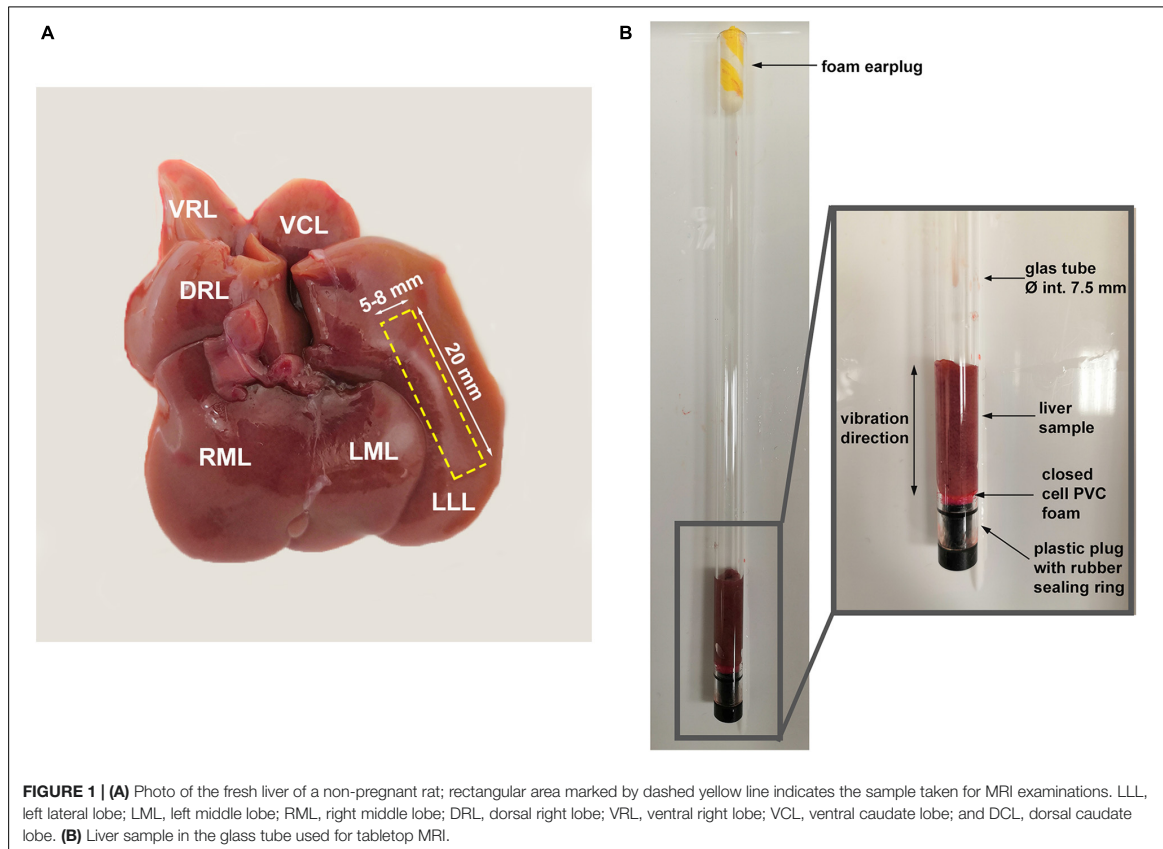 A
VRL
VCL
DRL
5-8 mm
20 mm
RML
LML
LLL
B
foam earplug
glas tube
Ø int. 7.5 mm
vibration
direction
liver
sample
closed
cell PVC
foam
plastic plug
with rubber
sealing ring
FIGURE 1 | (A) Photo of the fresh liver of a non-pregnant rat; rectangular area marked by dashed yellow line indicates the sample taken for MRI examinations. LLL,
left lateral lobe; LML, left middle lobe; RML, right middle lobe; DRL, dorsal right lobe; VRL, ventral right lobe; VCL, ventral caudate lobe; and DCL, dorsal caudate
lobe. (B) Liver sample in the glass tube used for tabletop MRI.